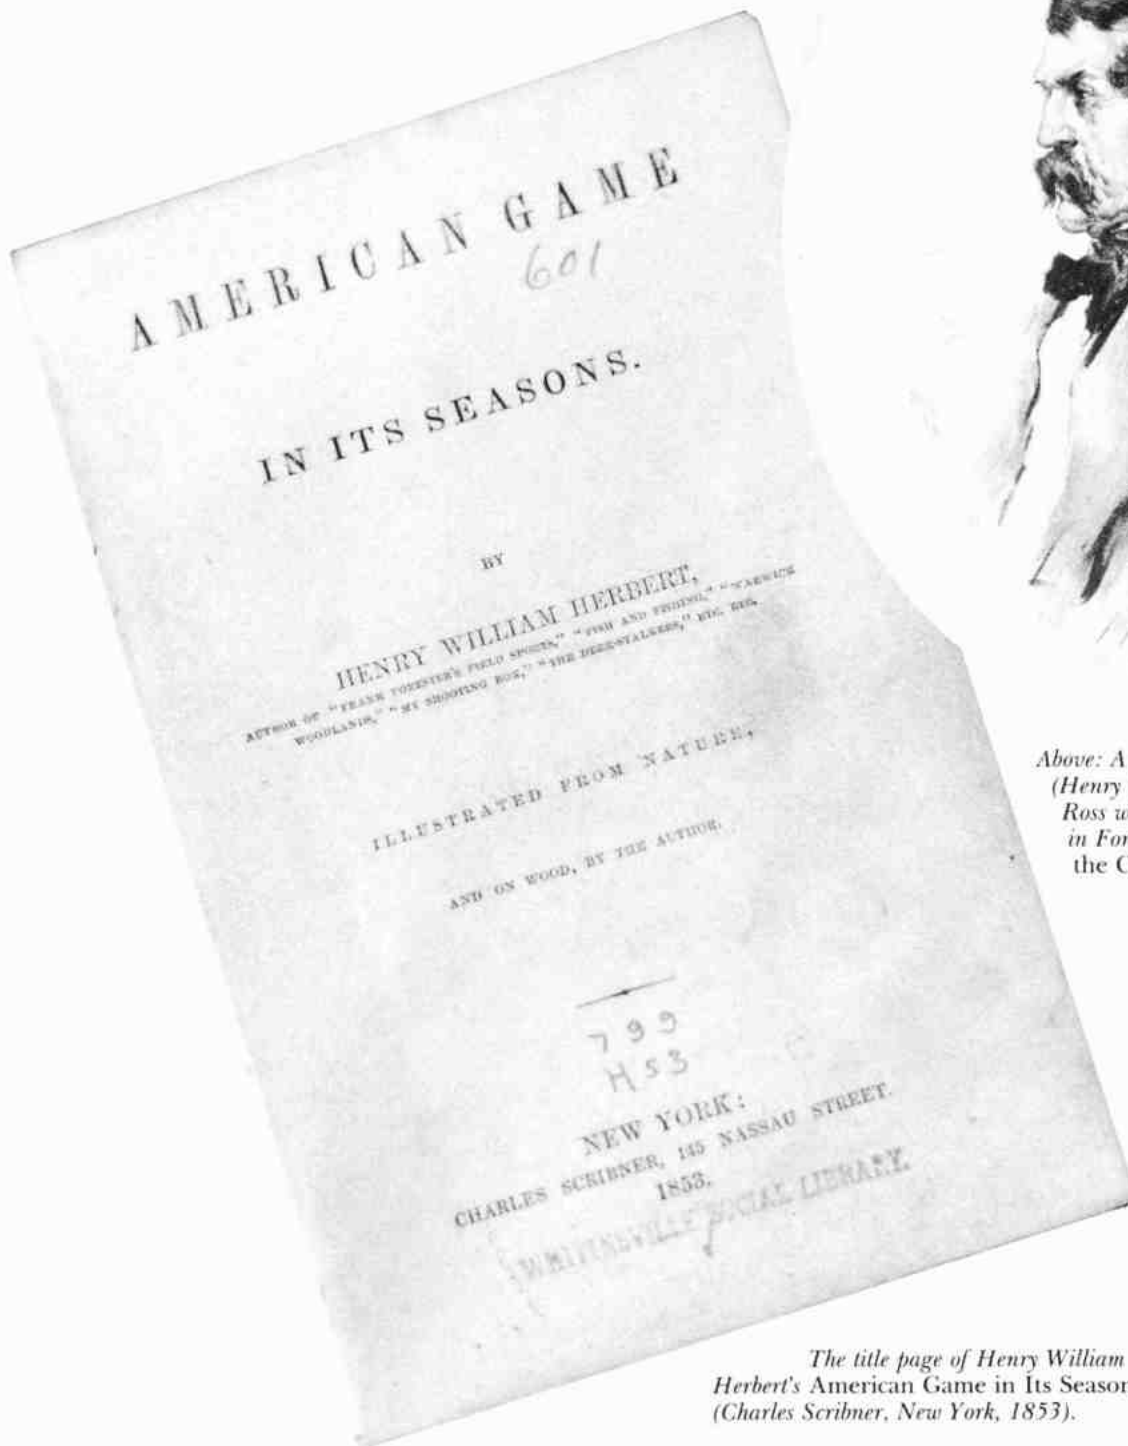 AMERICAN GAME
601
IN ITS SEASONS.
BY
HENRY WILLIAM HERBERT,
AUTHOR OF "FRANK FORESTER'S FIELD SPORTS," "FISH AND FISHING," "WARWICK
WOODLANDS," "MY SHOOTING BOX," "THE DEER-STALKERS," ETC. ETC.
ILLUSTRATED FROM NATURE,
AND ON WOOD, BY THE AUTHOR.
799
H53
NEW YORK:
CHARLES SCRIBNER, 145 NASSAU STREET.
1853.
WHITINSVILLE SOCIAL LIBRARY.
Above: A
(Henry
Ross w
in For
the C
The title page of Henry William
Herbert's American Game in Its Season
(Charles Scribner, New York, 1853).